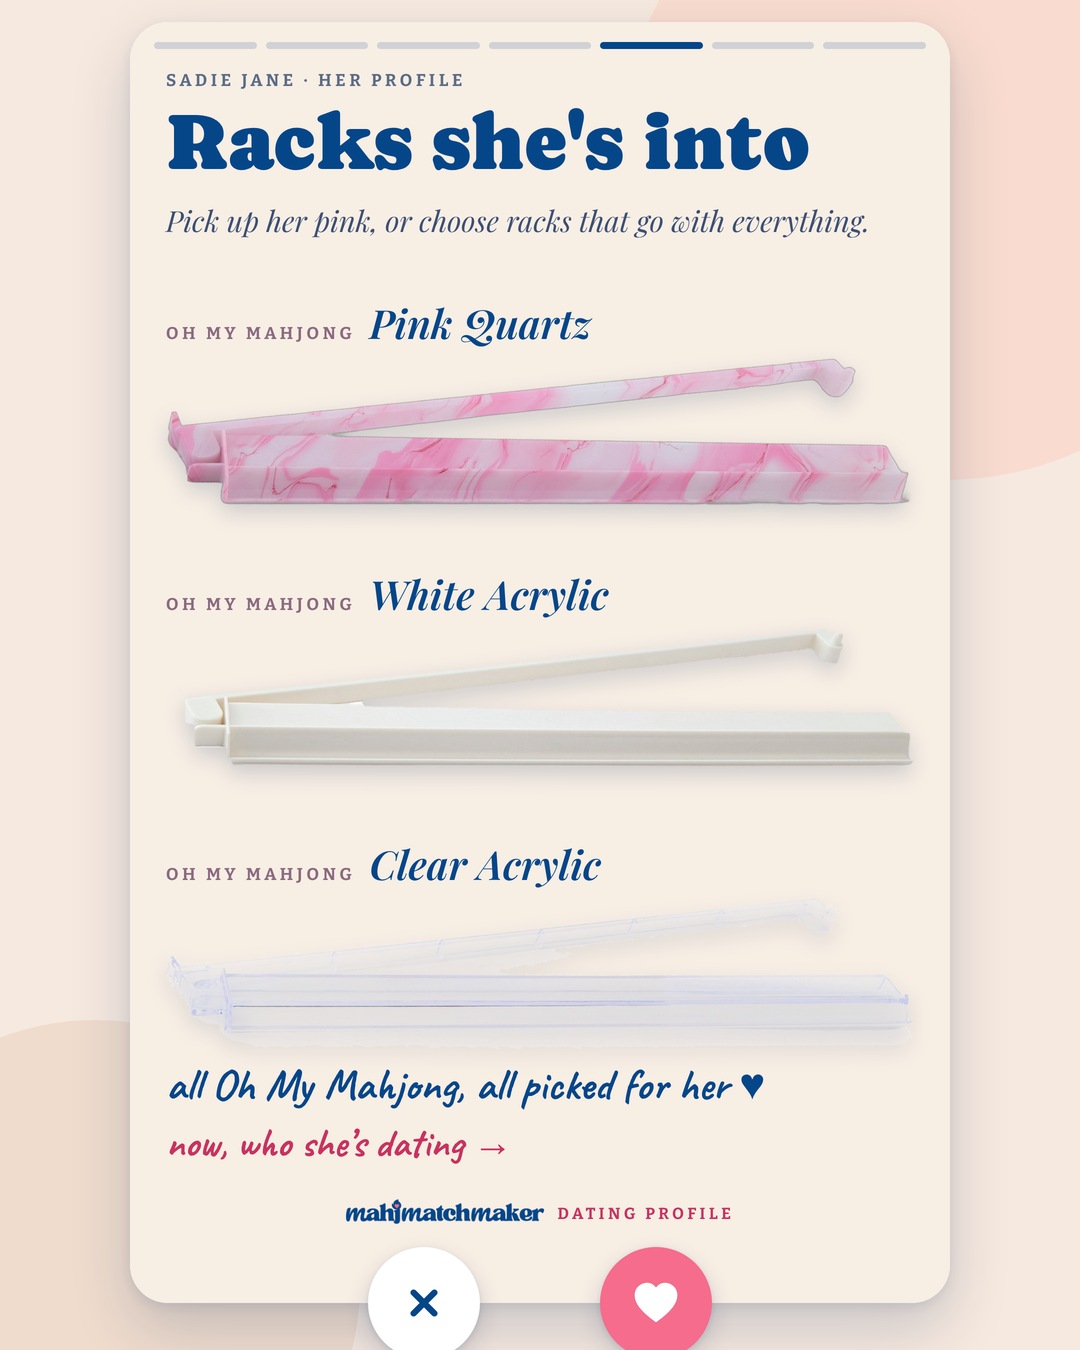 SADIE JANE · HER PROFILE
Racks she's into
Pick up her pink, or choose racks that go with everything.
OH MY MAHJONG Pink Quartz
OH MY MAHJONG White Acrylic
OH MY MAHJONG Clear Acrylic
all Oh My Mahjong, all picked for her ♥
now, who she’s dating →
mahjmatchmaker DATING PROFILE